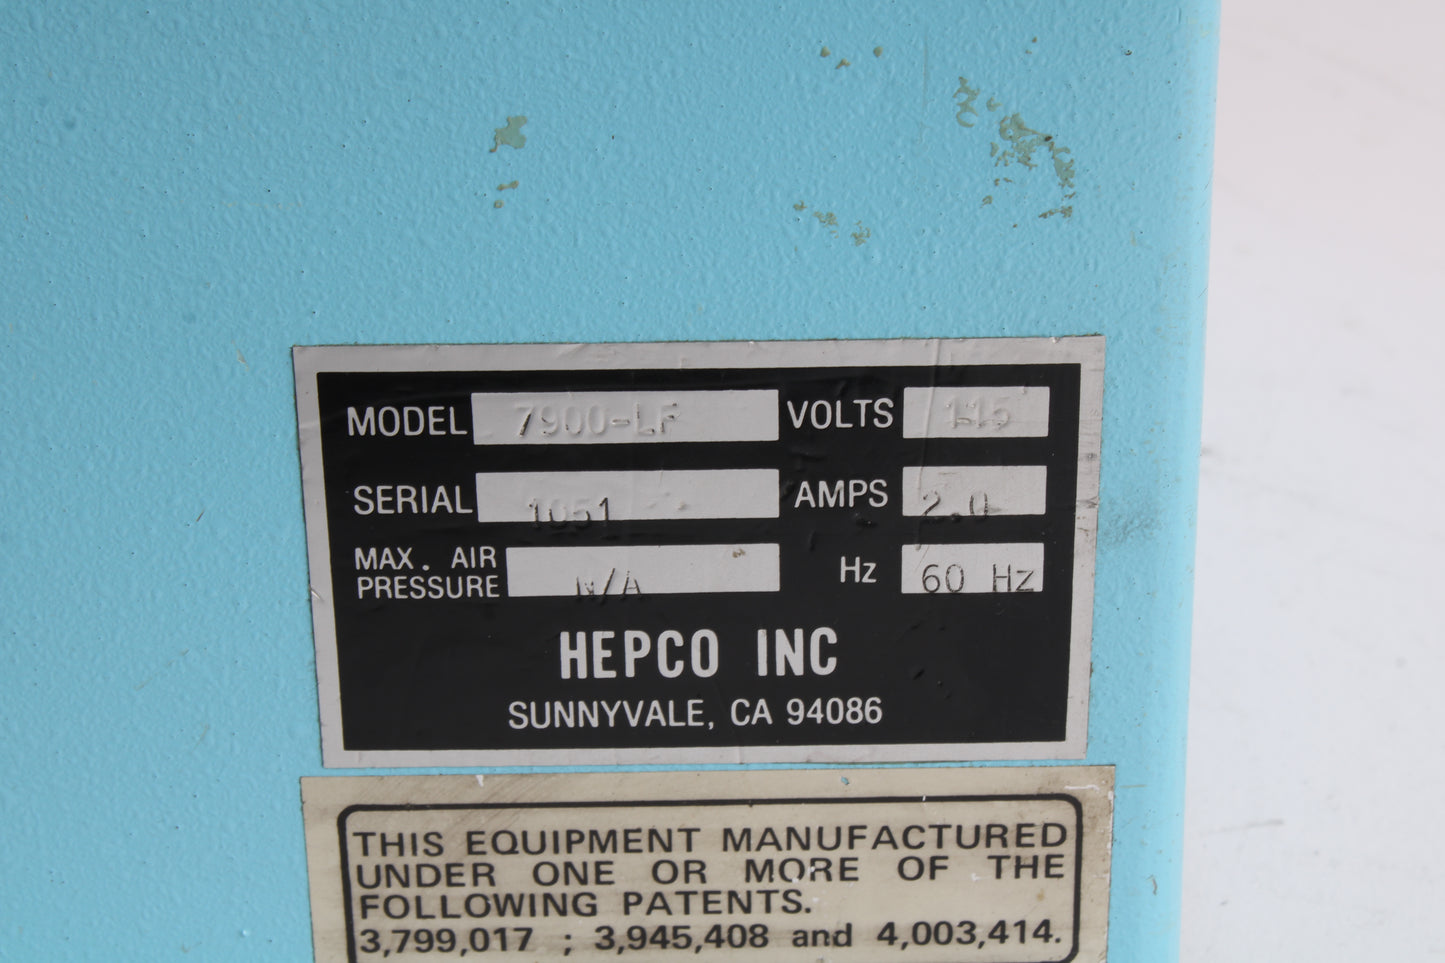 MODEL 7900-LF VOLTS 115
SERIAL 1051 AMPS 2.0
MAX. AIR
PRESSURE N/A Hz 60 Hz
HEPCO INC
SUNNYVALE, CA 94086
THIS EQUIPMENT MANUFACTURED
UNDER ONE OR MORE OF THE
FOLLOWING PATENTS.
3,799,017 ; 3,945,408 and 4,003,414.